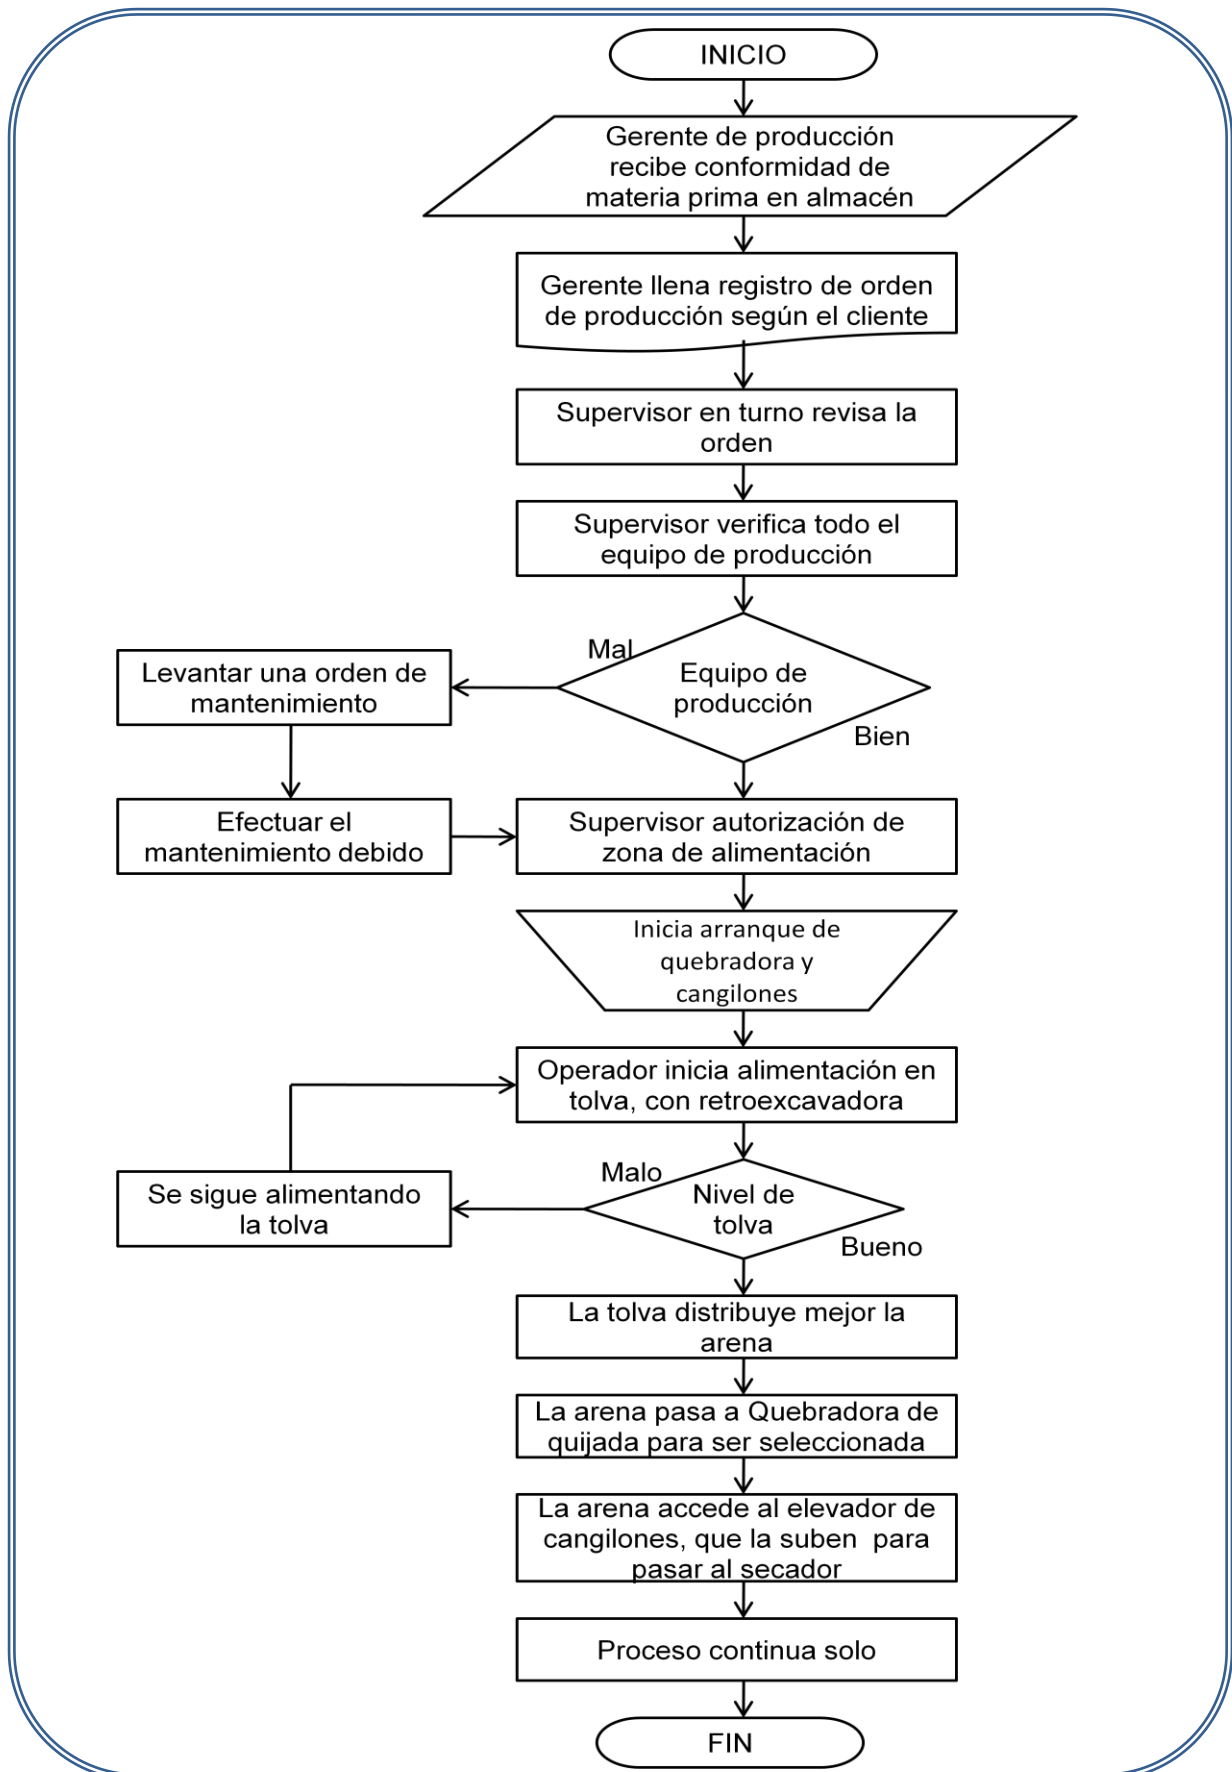 INICIO
Gerente de producción
recibe conformidad de
materia prima en almacén
Gerente llena registro de orden
de producción según el cliente
Supervisor en turno revisa la
orden
Supervisor verifica todo el
equipo de producción
Mal
Equipo de
producción
Bien
Levantar una orden de
mantenimiento
Efectuar el
mantenimiento debido
Supervisor autorización de
zona de alimentación
Inicia arranque de
quebradora y
cangilones
Operador inicia alimentación en
tolva, con retroexcavadora
Malo
Nivel de
tolva
Bueno
Se sigue alimentando
la tolva
La tolva distribuye mejor la
arena
La arena pasa a Quebradora de
quijada para ser seleccionada
La arena accede al elevador de
cangilones, que la suben  para
pasar al secador
Proceso continua solo
FIN